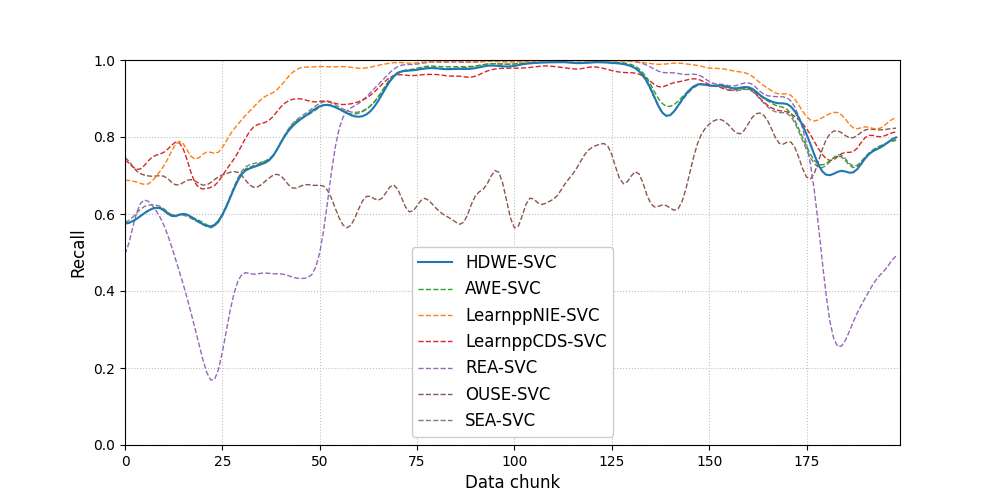 1.0
0.8
0.6
0.4
0.2
0.0
Recall
0 25 50 75 100 125 150 175
Data chunk
HDWE-SVC
AWE-SVC
LearnppNIE-SVC
LearnppCDS-SVC
REA-SVC
OUSE-SVC
SEA-SVC